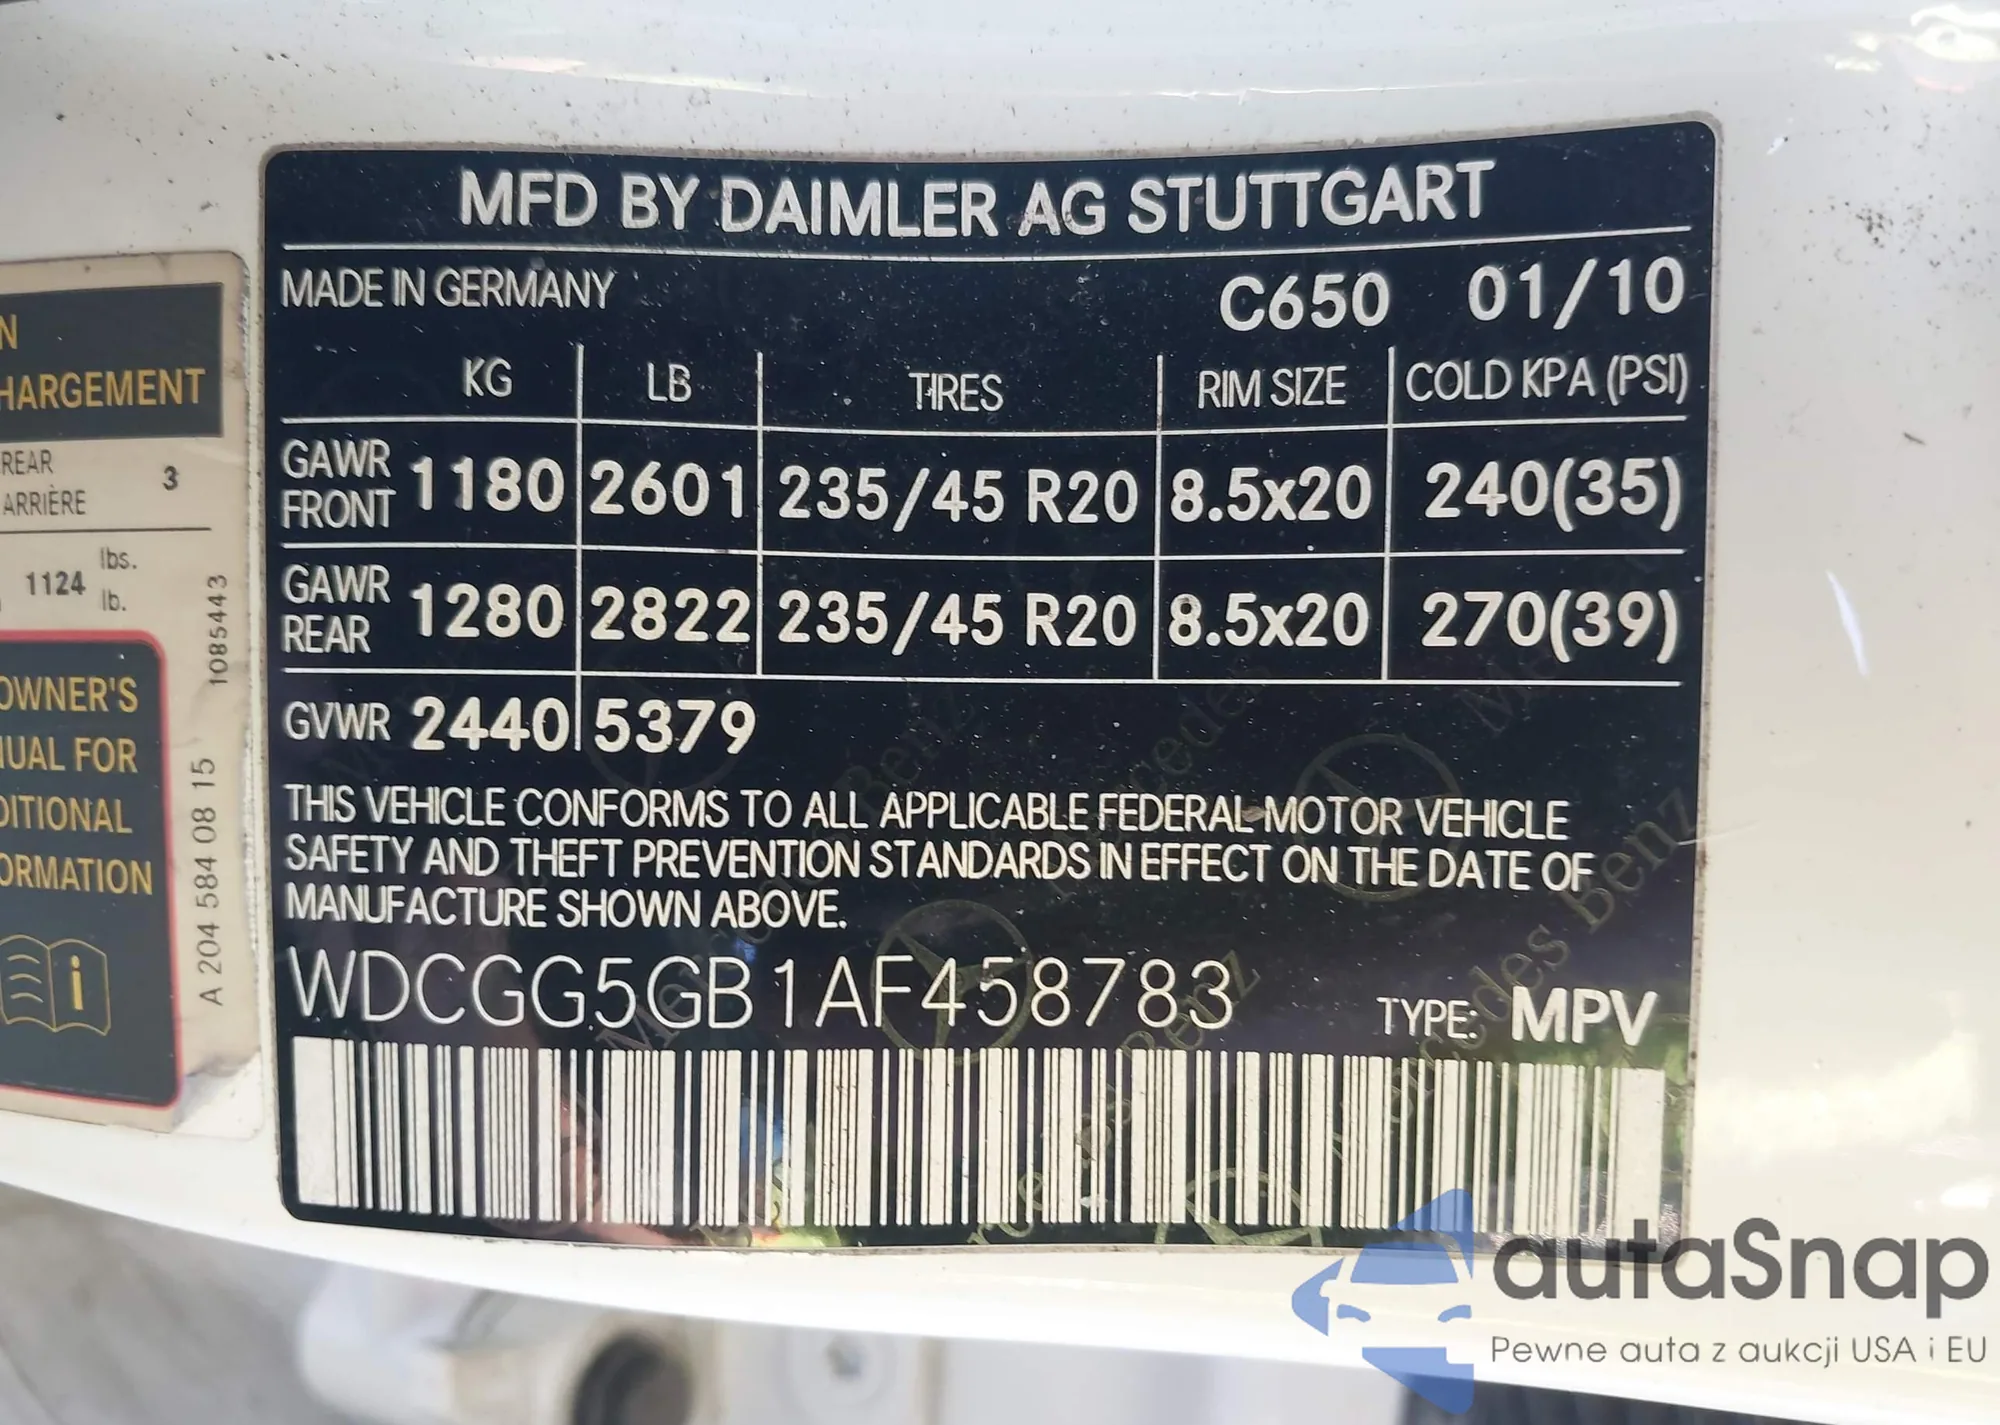 MFD BY DAIMLER AG STUTTGART
MADE IN GERMANY C650 01/10
KG LB TIRES RIM SIZE COLD KPA (PSI)
GAWR FRONT 1180 2601 235/45 R20 8.5x20 240(35)
GAWR REAR 1280 2822 235/45 R20 8.5x20 270(39)
GVWR 2440 5379
THIS VEHICLE CONFORMS TO ALL APPLICABLE FEDERAL MOTOR VEHICLE
SAFETY AND THEFT PREVENTION STANDARDS IN EFFECT ON THE DATE OF
MANUFACTURE SHOWN ABOVE.
WDCGG5GB1AF458783 TYPE: MPV
N
HARGEMENT
REAR
ARRIÈRE 3
1124 lbs.
lb.
OWNER'S
UAL FOR
DITIONAL
ORMATION
i
A 204 584 08 15
1085443
Mercedes Benz
autaSnap
Pewne auta z aukcji USA i EU